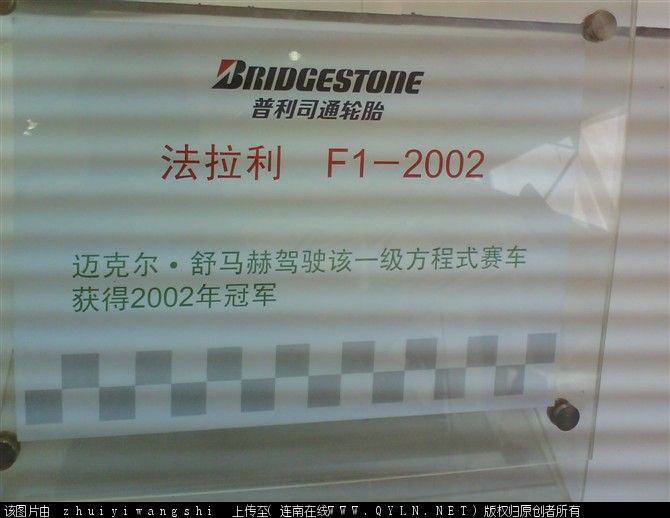 BRIDGESTONE
普利司通轮胎
法拉利 F1-2002
迈克尔·舒马赫驾驶该一级方程式赛车
获得2002年冠军
该图片由 zhuiyiwangshi 上传至(连南在线WWW.QYLN.NET)版权归原创者所有